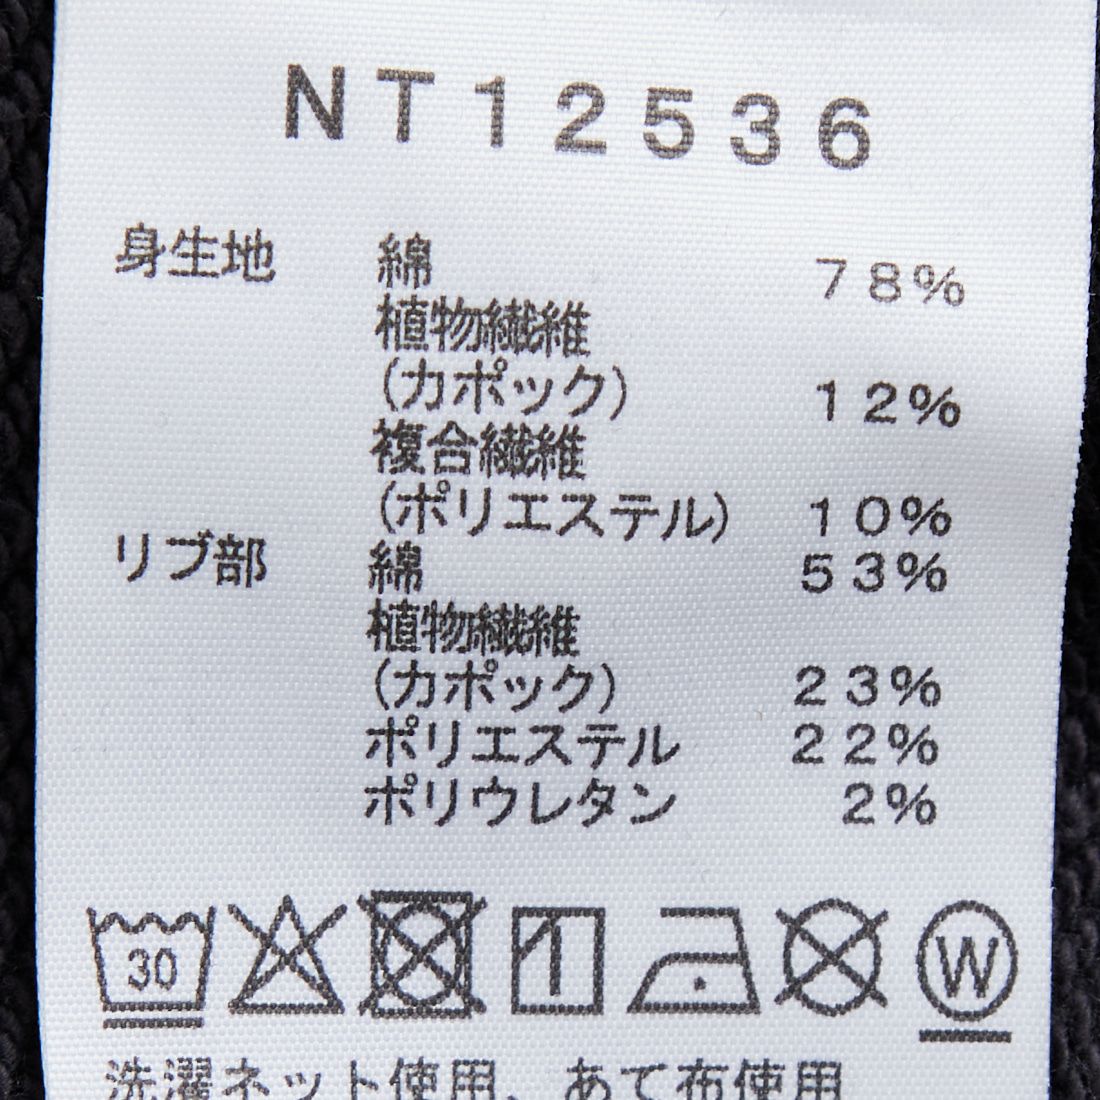 NT12536
身生地 綿 78%
植物繊維
(カポック) 12%
複合繊維
(ポリエステル) 10%
リブ部 綿 53%
植物繊維
(カポック) 23%
ポリエステル 22%
ポリウレタン 2%
30 W
洗濯ネット使用、あて布使用